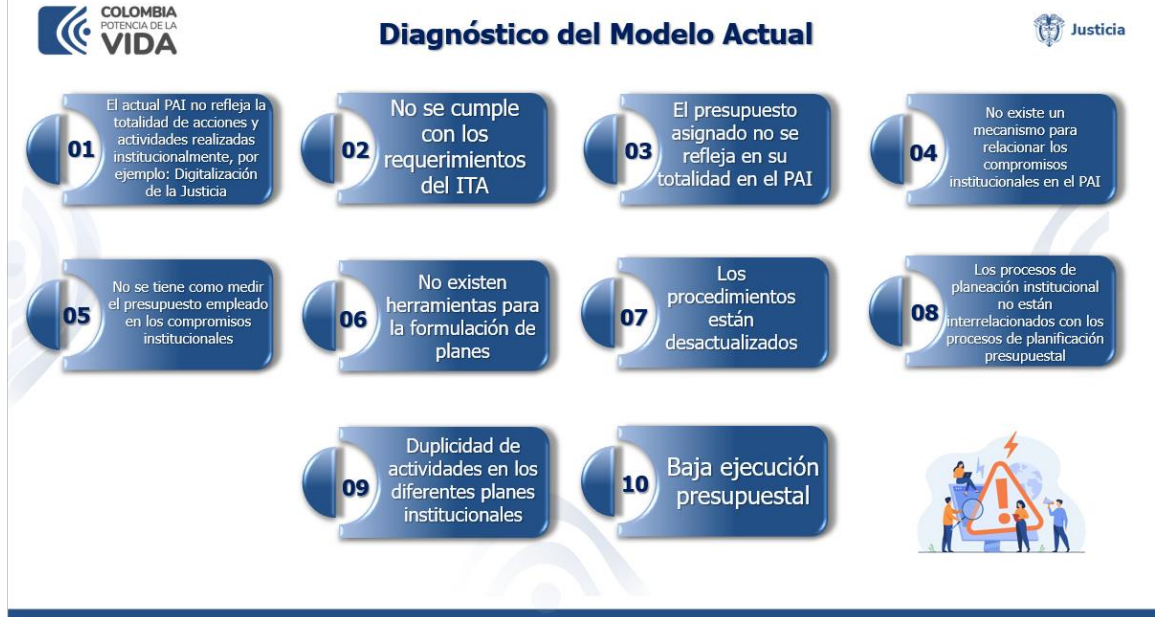 COLOMBIA
POTENCIA DE LA
VIDA
Diagnóstico del Modelo Actual
Justicia
01
El actual PAI no refleja la
totalidad de acciones y
actividades realizadas
institucionalmente, por
ejemplo: Digitalización
de la Justicia
02
No se cumple
con los
requerimientos
del ITA
03
El presupuesto
asignado no se
refleja en su
totalidad en el PAI
04
No existe un
mecanismo para
relacionar los
compromisos
institucionales en el PAI
05
No se tiene como medir
el presupuesto empleado
en los compromisos
institucionales
06
No existen
herramientas para
la formulación de
planes
07
Los
procedimientos
están
desactualizados
08
Los procesos de
planeación institucional
no están
interrelacionados con los
procesos de planificación
presupuestal
09
Duplicidad de
actividades en los
diferentes planes
institucionales
10
Baja ejecución
presupuestal